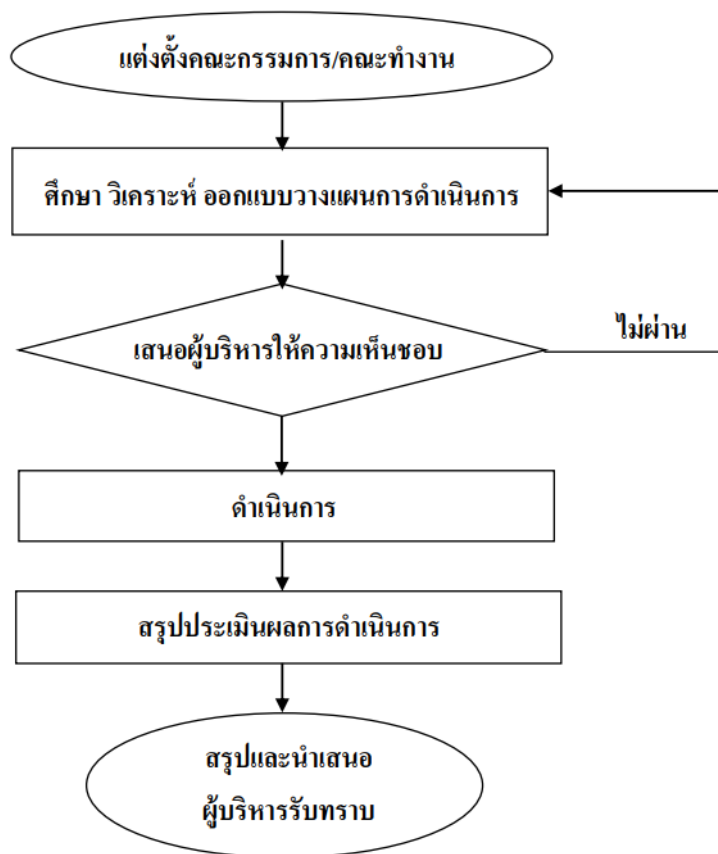 แต่งตั้งคณะกรรมการ/คณะทำงาน
ศึกษา วิเคราะห์ ออกแบบวางแผนการดำเนินการ
เสนอผู้บริหารให้ความเห็นชอบ
ไม่ผ่าน
ดำเนินการ
สรุปประเมินผลการดำเนินการ
สรุปและนำเสนอ
ผู้บริหารรับทราบ